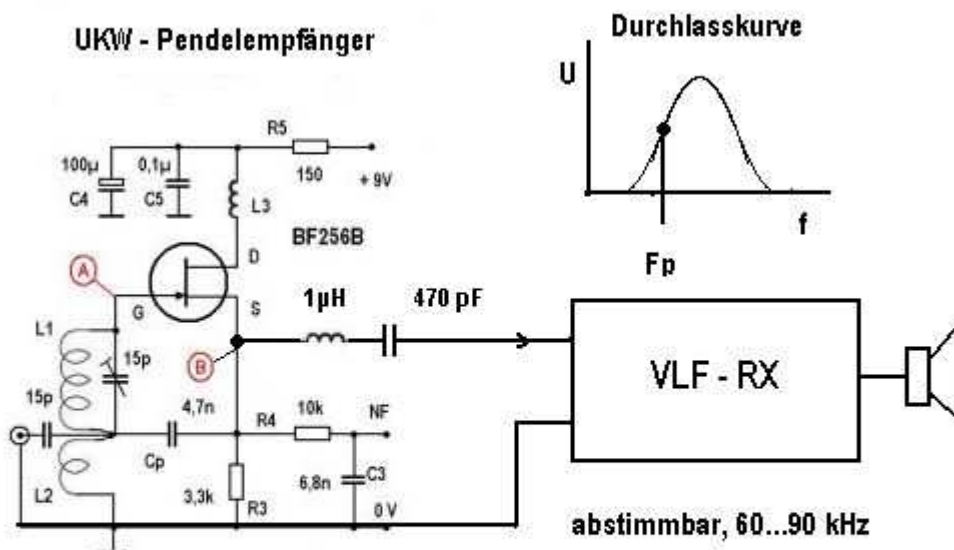 UKW - Pendelempfänger
Durchlasskurve
U
f
Fp
R5
100µ
0,1µ
150
+ 9V
C4
C5
L3
BF256B
D
A
G
S
1µH
470 pF
L1
15p
B
VLF - RX
15p
4,7n
R4
10k
NF
Cp
C3
L2
3,3k
R3
6,8n
0 V
abstimmbar, 60...90 kHz